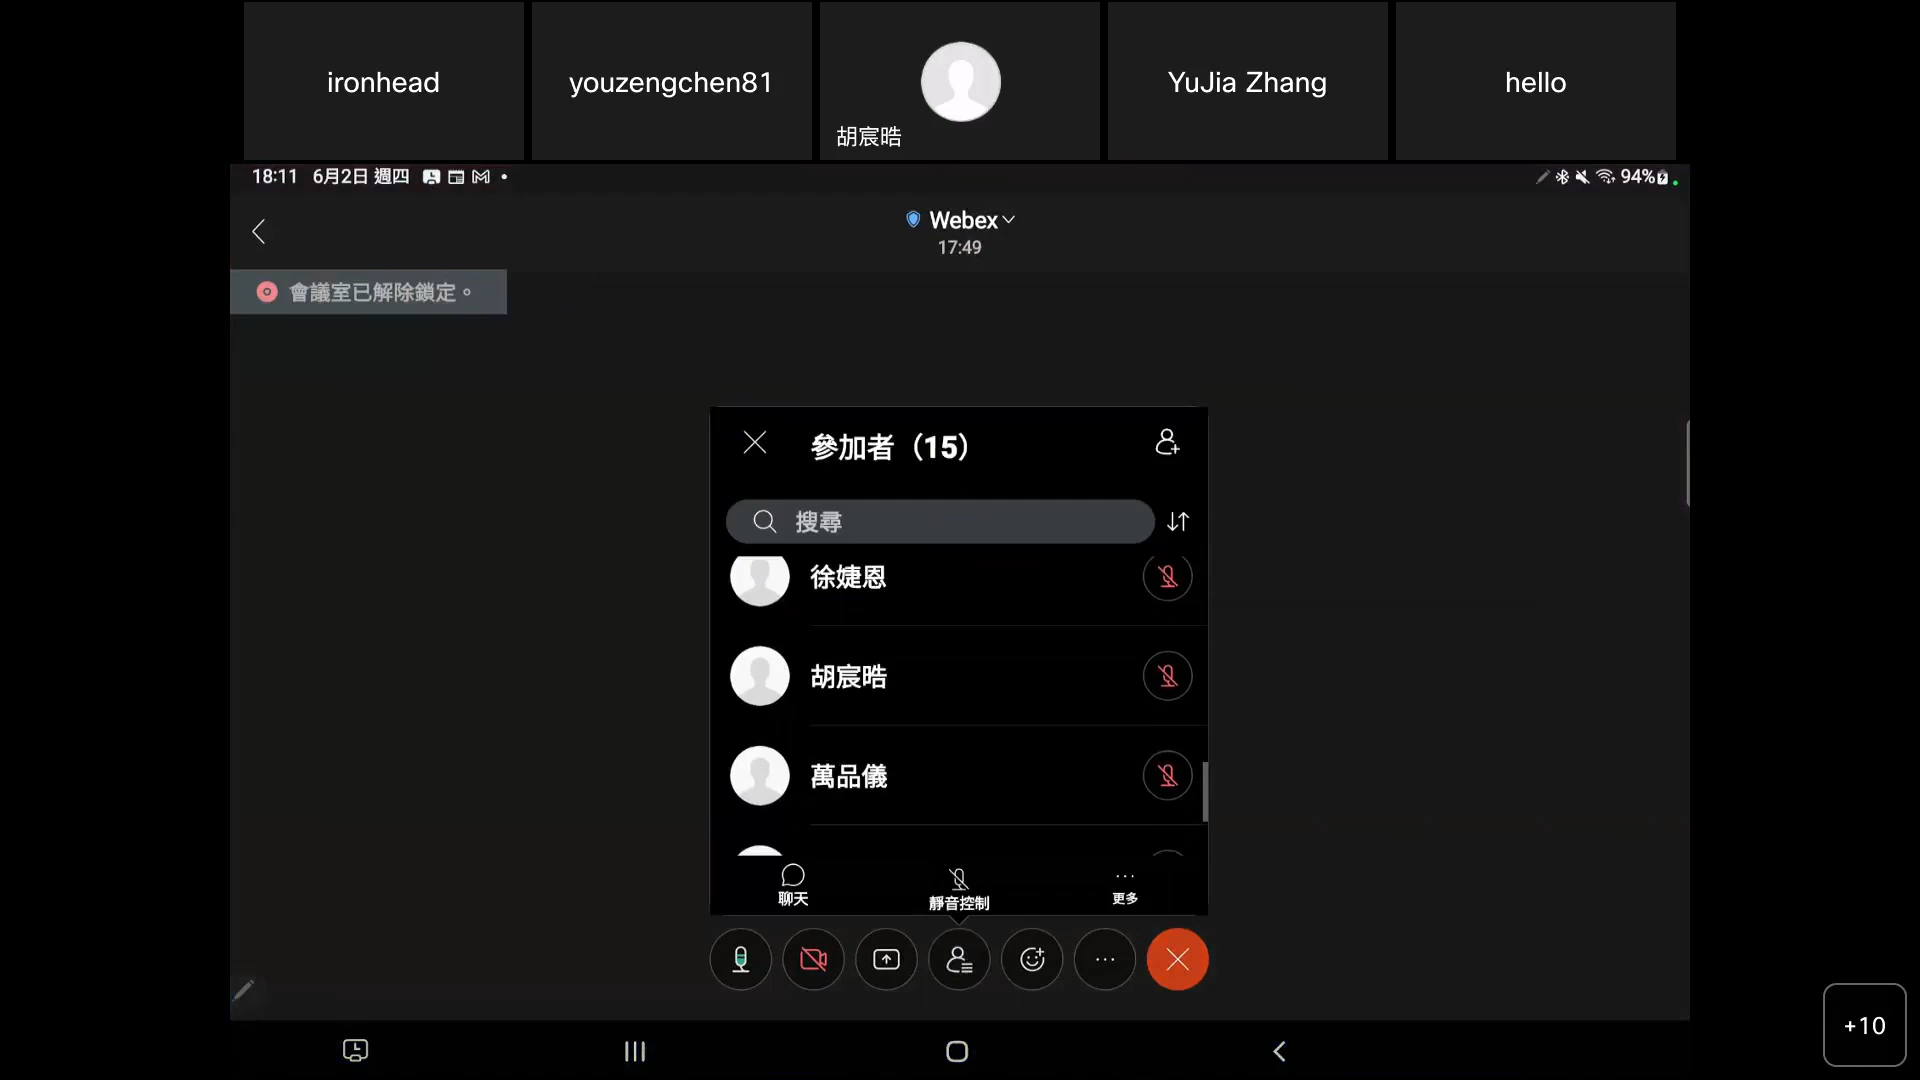 ironhead
youzengchen81
胡宸晧
YuJia Zhang
hello
18:11 6月2日 週四
94%
Webex
17:49
會議室已解除鎖定。
參加者（15）
搜尋
徐婕恩
胡宸晧
萬品儀
聊天
靜音控制
更多
+10